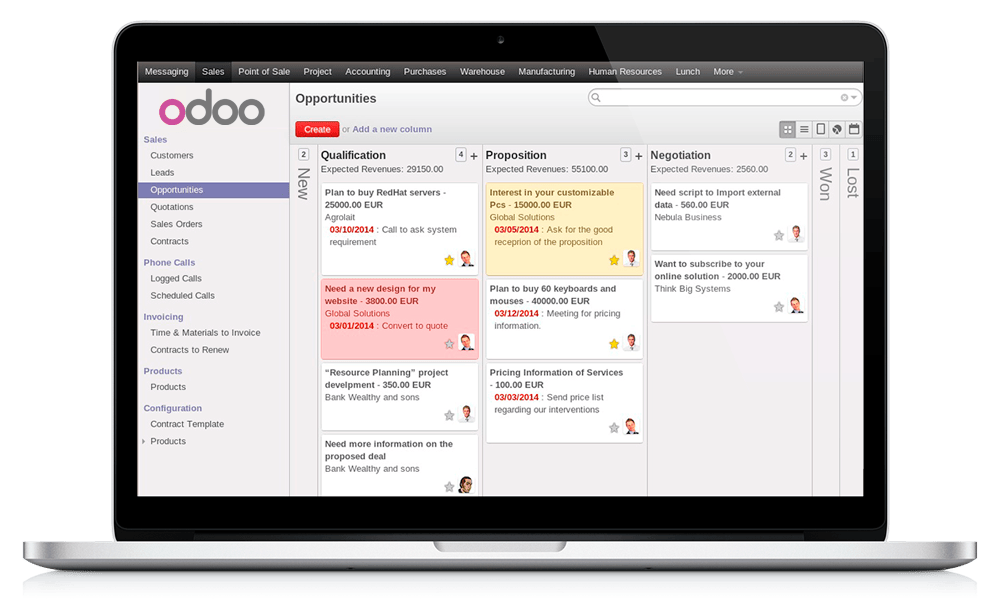 Messaging Sales Point of Sale Project Accounting Purchases Warehouse Manufacturing Human Resources Lunch More
odoo
Sales
Customers
Leads
Opportunities
Quotations
Sales Orders
Contracts
Phone Calls
Logged Calls
Scheduled Calls
Invoicing
Time & Materials to Invoice
Contracts to Renew
Products
Products
Configuration
Contract Template
Products
Opportunities
Create or Add a new column
2
New
Qualification 4 +
Expected Revenues: 29150.00
Plan to buy RedHat servers -
25000.00 EUR
Agrolait
03/10/2014 : Call to ask system
requirement
Need a new design for my
website - 3800.00 EUR
Global Solutions
03/01/2014 : Convert to quote
“Resource Planning” project
develpment - 350.00 EUR
Bank Wealthy and sons
Need more information on the
proposed deal
Bank Wealthy and sons
Proposition 3 +
Expected Revenues: 55100.00
Interest in your customizable
Pcs - 15000.00 EUR
Global Solutions
03/05/2014 : Ask for the good
receprion of the proposition
Plan to buy 60 keyboards and
mouses - 40000.00 EUR
03/12/2014 : Meeting for pricing
information.
Pricing Information of Services
- 100.00 EUR
03/03/2014 : Send price list
regarding our interventions
Negotiation 2 +
Expected Revenues: 2560.00
Need script to Import external
data - 560.00 EUR
Nebula Business
Want to subscribe to your
online solution - 2000.00 EUR
Think Big Systems
3
Won
1
Lost